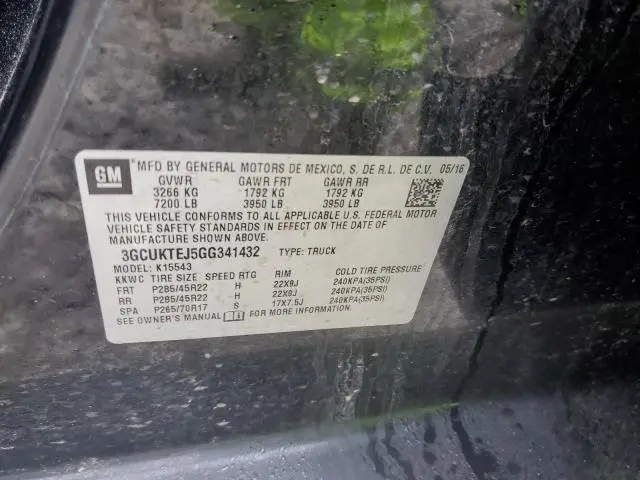 GM
MFD BY GENERAL MOTORS DE MEXICO, S. DE R.L. DE C.V. 05/16
GVWR GAWR FRT GAWR RR
3266 KG 1792 KG 1792 KG
7200 LB 3950 LB 3950 LB
THIS VEHICLE CONFORMS TO ALL APPLICABLE U.S. FEDERAL MOTOR
VEHICLE SAFETY STANDARDS IN EFFECT ON THE DATE OF
MANUFACTURE SHOWN ABOVE.
3GCUKTEJ5GG341432 TYPE: TRUCK
MODEL: K15543
KKWC TIRE SIZE SPEED RTG RIM COLD TIRE PRESSURE
FRT P285/45R22 H 22X9J 240KPA(35PSI)
RR P285/45R22 H 22X9J 240KPA(35PSI)
SPA P265/70R17 S 17X7.5J 240KPA(35PSI)
SEE OWNER'S MANUAL FOR MORE INFORMATION.